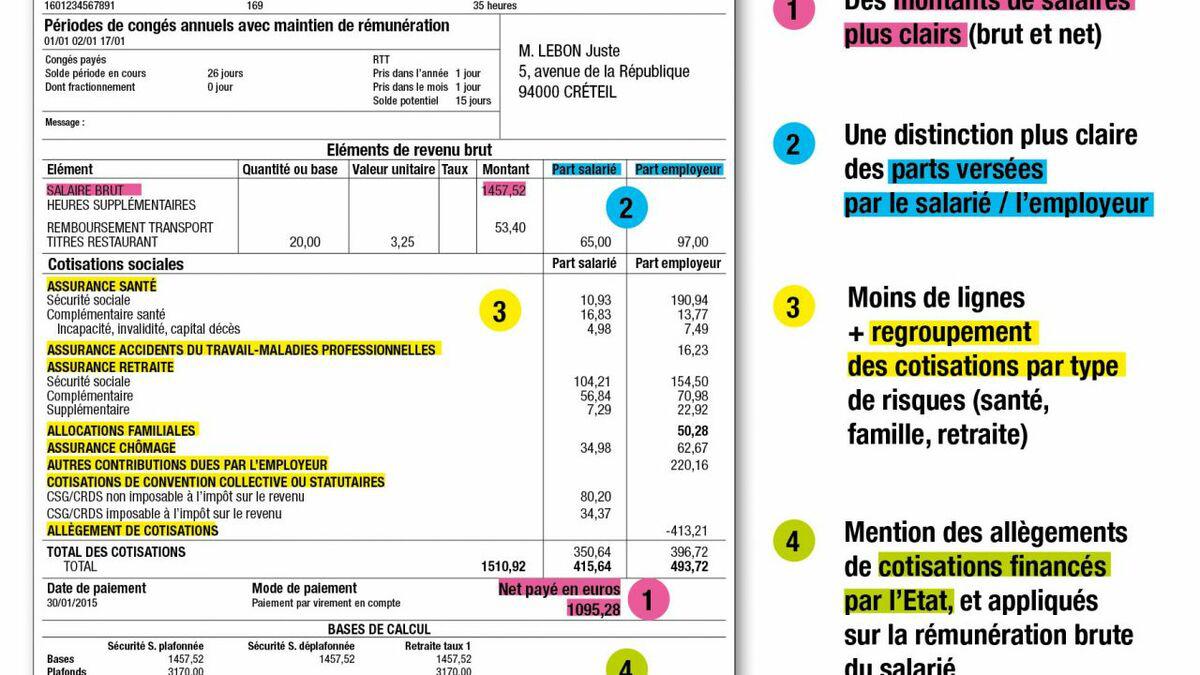 1601234567891 169 35 heures
Périodes de congés annuels avec maintien de rémunération
01/01 02/01 17/01
Congés payés RTT
Solde période en cours 26 jours Pris dans l'année 1 jour
Dont fractionnement 0 jour Pris dans le mois 1 jour
Solde potentiel 15 jours
Message :
M. LEBON Juste
5, avenue de la République
94000 CRÉTEIL
Eléments de revenu brut
Elément Quantité ou base Valeur unitaire Taux Montant Part salarié Part employeur
SALAIRE BRUT 1457,52
HEURES SUPPLÉMENTAIRES
2
REMBOURSEMENT TRANSPORT 53,40
TITRES RESTAURANT 20,00 3,25 65,00 97,00
Cotisations sociales Part salarié Part employeur
ASSURANCE SANTÉ
Sécurité sociale 10,93 190,94
3
Complémentaire santé 16,83 13,77
Incapacité, invalidité, capital décès 4,98 7,49
ASSURANCE ACCIDENTS DU TRAVAIL-MALADIES PROFESSIONNELLES 16,23
ASSURANCE RETRAITE
Sécurité sociale 104,21 154,50
Complémentaire 56,84 70,98
Supplémentaire 7,29 22,92
ALLOCATIONS FAMILIALES 50,28
ASSURANCE CHÔMAGE 34,98 62,67
AUTRES CONTRIBUTIONS DUES PAR L'EMPLOYEUR 220,16
COTISATIONS DE CONVENTION COLLECTIVE OU STATUTAIRES
CSG/CRDS non imposable à l'impôt sur le revenu 80,20
CSG/CRDS imposable à l'impôt sur le revenu 34,37
ALLÈGEMENT DE COTISATIONS -413,21
TOTAL DES COTISATIONS 350,64 396,72
TOTAL 1510,92 415,64 493,72
Date de paiement Mode de paiement Net payé en euros
30/01/2015 Paiement par virement en compte 1095,28
1
BASES DE CALCUL
Sécurité S. plafonnée Sécurité S. déplafonnée Retraite taux 1
Bases 1457,52 1457,52 1457,52
Plafonds 3170,00 3170,00
4
1 Des montants de salaires
plus clairs (brut et net)
2 Une distinction plus claire
des parts versées
par le salarié / l'employeur
3 Moins de lignes
+ regroupement
des cotisations par type
de risques (santé,
famille, retraite)
4 Mention des allègements
de cotisations financés
par l'Etat, et appliqués
sur la rémunération brute
du salarié